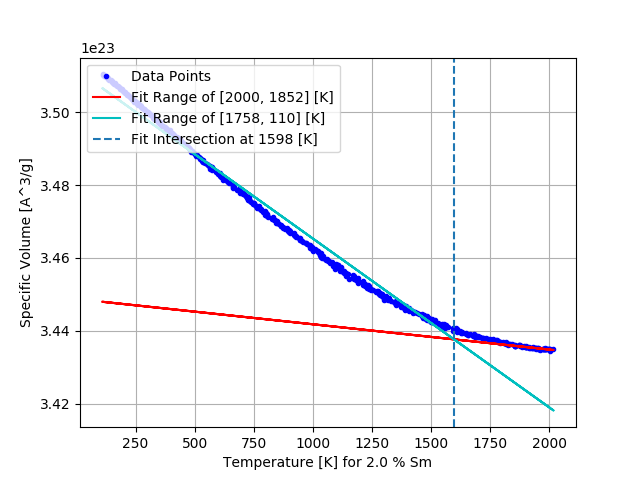 1e23
Data Points
Fit Range of [2000, 1852] [K]
Fit Range of [1758, 110] [K]
Fit Intersection at 1598 [K]
3.50
3.48
3.46
3.44
3.42
Specific Volume [A^3/g]
250 500 750 1000 1250 1500 1750 2000
Temperature [K] for 2.0 % Sm